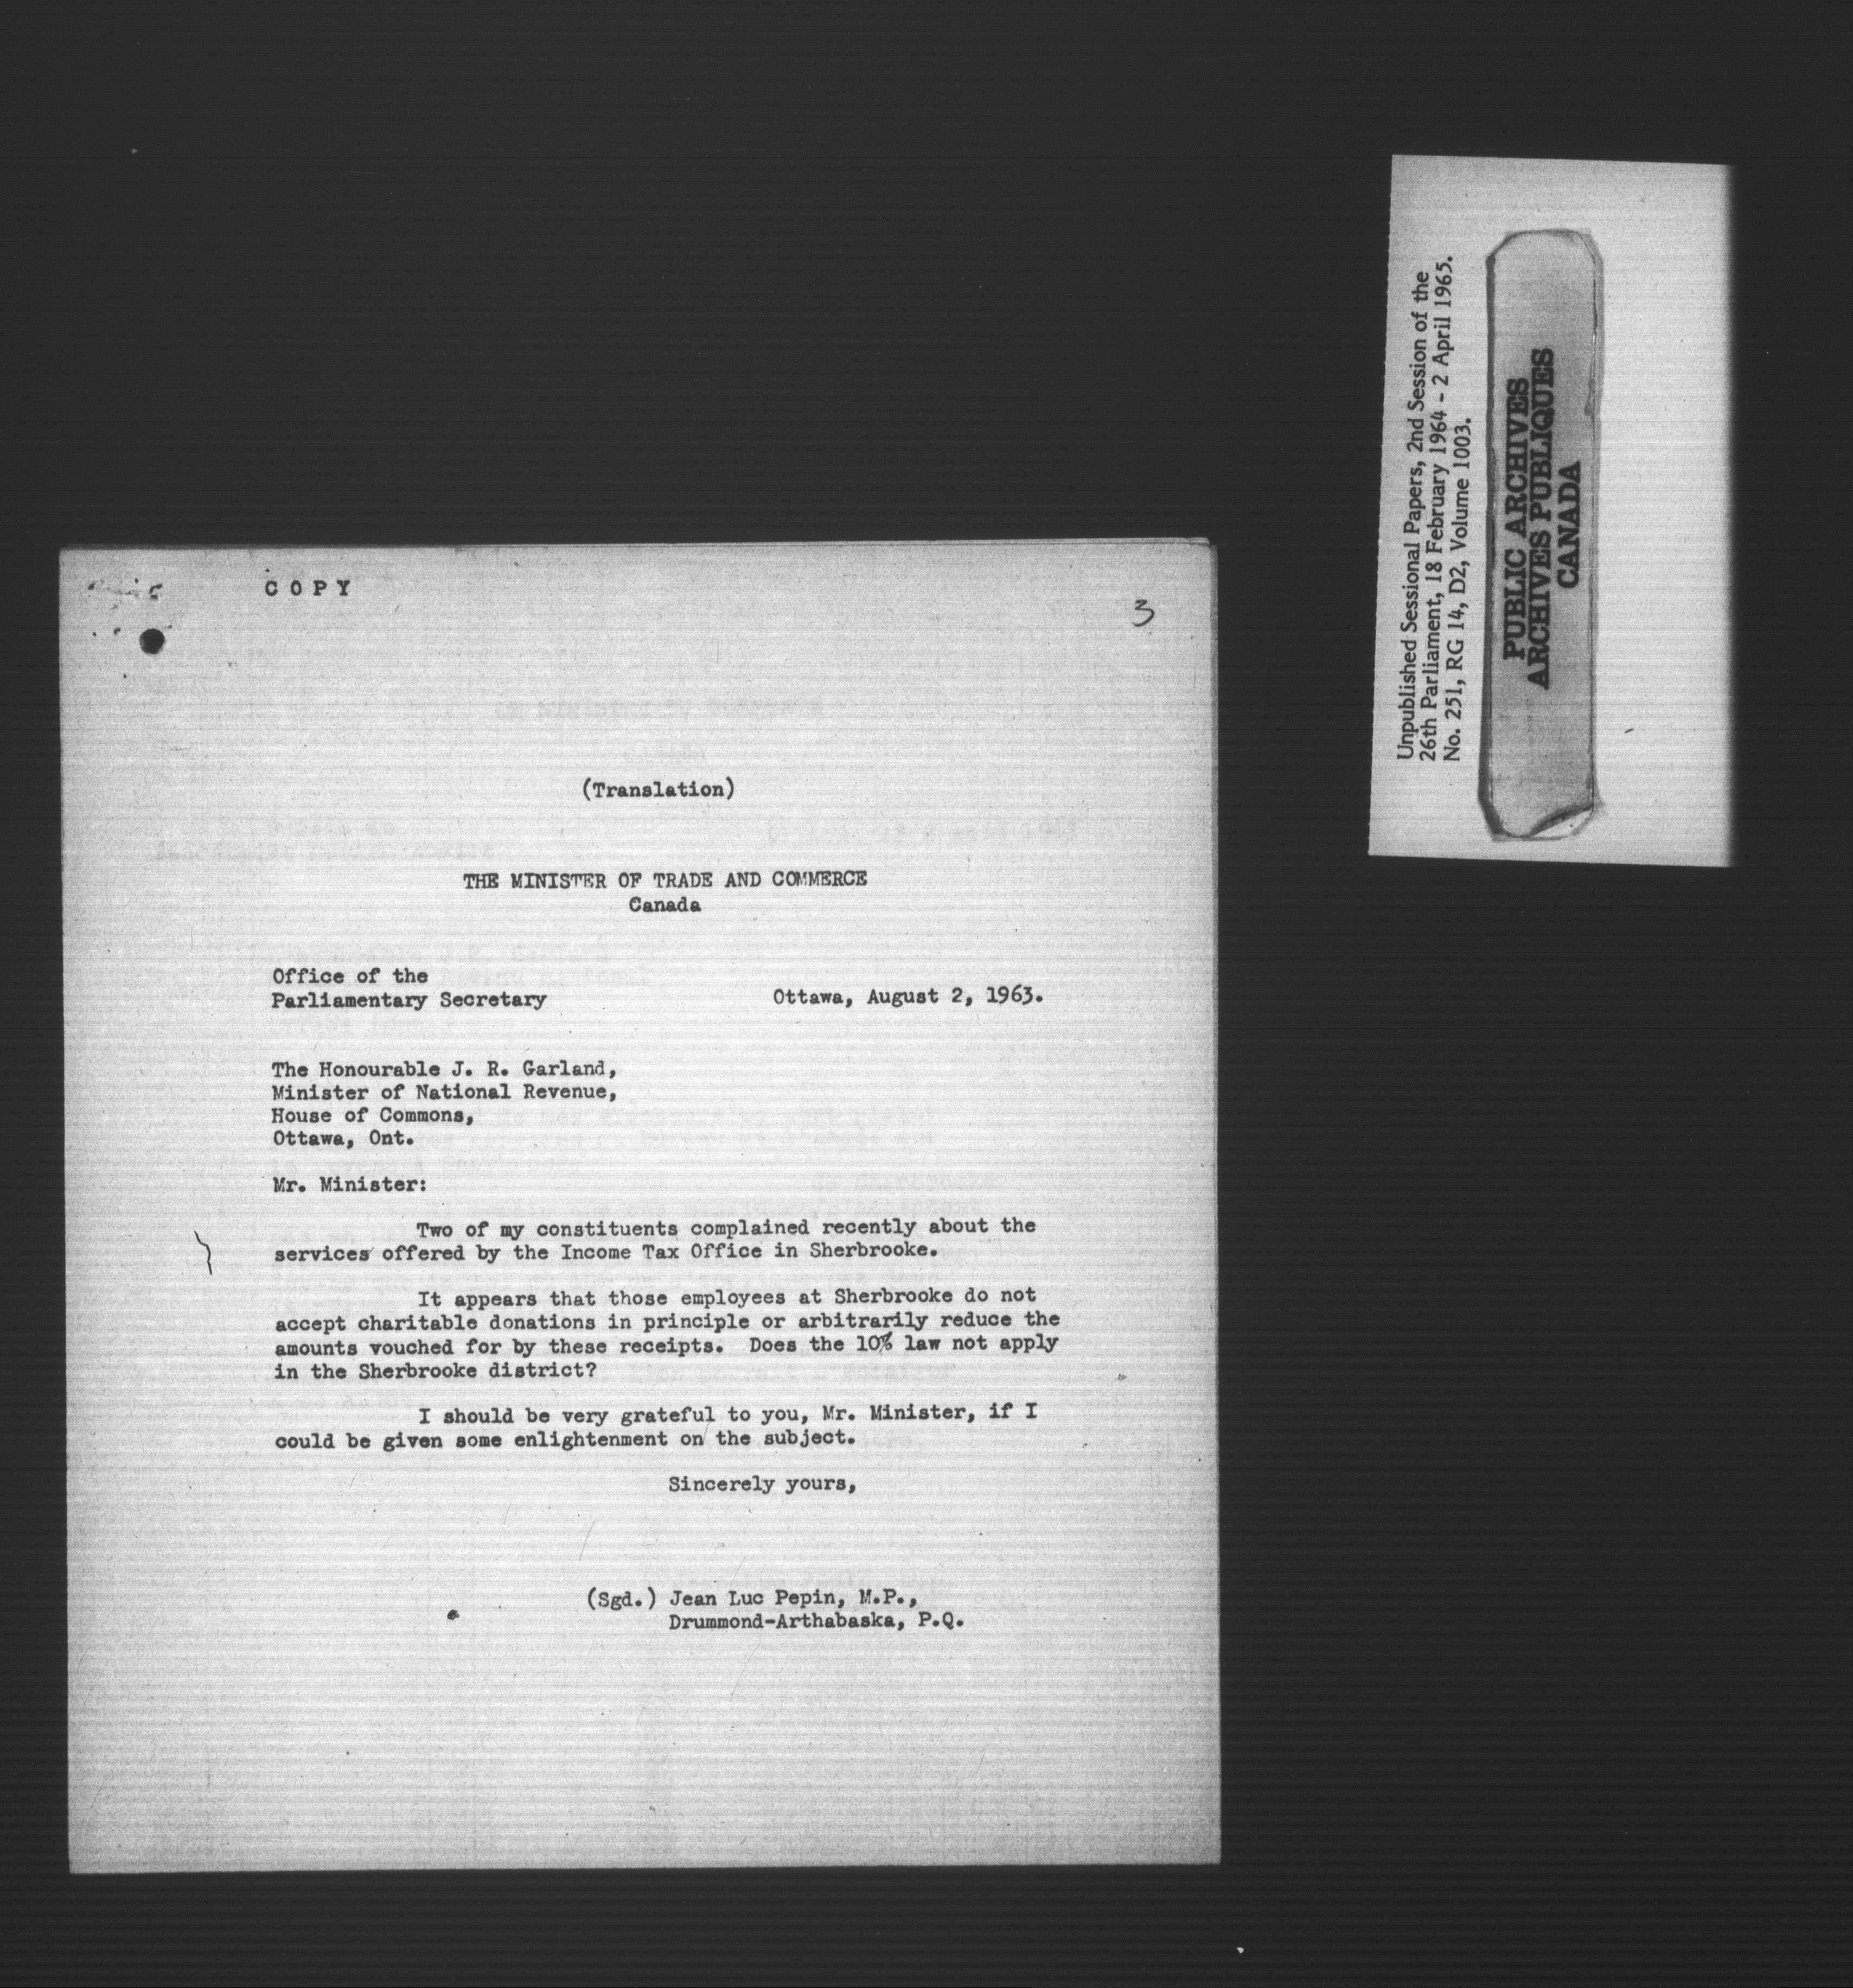 COPY
3
(Translation)
THE MINISTER OF TRADE AND COMMERCE
Canada
Office of the
Parliamentary Secretary
Ottawa, August 2, 1963.
The Honourable J. R. Garland,
Minister of National Revenue,
House of Commons,
Ottawa, Ont.
Mr. Minister:
Two of my constituents complained recently about the
services offered by the Income Tax Office in Sherbrooke.
It appears that those employees at Sherbrooke do not
accept charitable donations in principle or arbitrarily reduce the
amounts vouched for by these receipts. Does the 10% law not apply
in the Sherbrooke district?
I should be very grateful to you, Mr. Minister, if I
could be given some enlightenment on the subject.
Sincerely yours,
(Sgd.) Jean Luc Pepin, M.P.,
Drummond-Arthabaska, P.Q.
Unpublished Sessional Papers, 2nd Session of the
26th Parliament, 18 February 1964 - 2 April 1965.
No. 251, RG 14, D2, Volume 1003.
PUBLIC ARCHIVES
ARCHIVES PUBLIQUES
CANADA